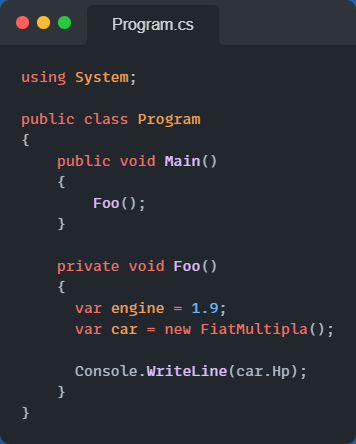 Program.cs
using System;
public class Program
{
    public void Main()
    {
        Foo();
    }
    private void Foo()
    {
      var engine = 1.9;
      var car = new FiatMultipla();
      Console.WriteLine(car.Hp);
    }
}